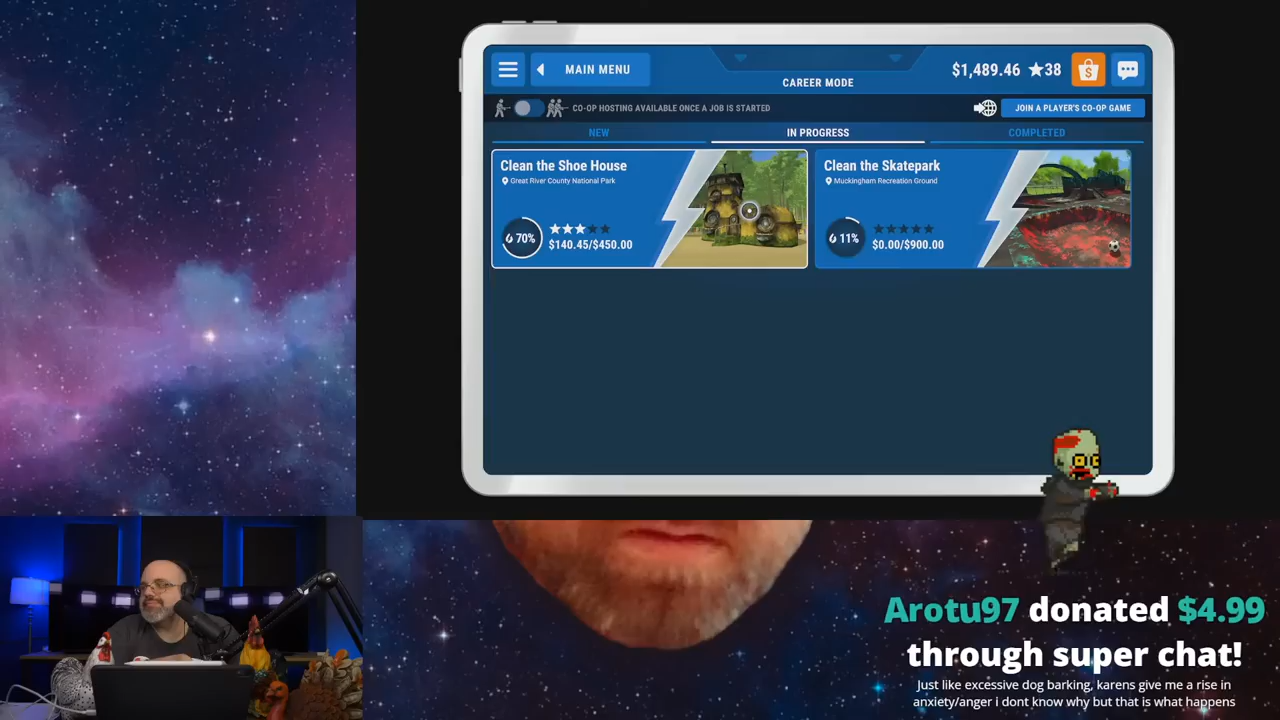 MAIN MENU
CAREER MODE
$1,489.46 ★38
CO-OP HOSTING AVAILABLE ONCE A JOB IS STARTED
JOIN A PLAYER'S CO-OP GAME
NEW
IN PROGRESS
COMPLETED
Clean the Shoe House
Great River County National Park
70%
$140.45/$450.00
Clean the Skatepark
Muckingham Recreation Ground
11%
$0.00/$900.00
Arotu97 donated $4.99
through super chat!
Just like excessive dog barking, karens give me a rise in
anxiety/anger i dont know why but that is what happens